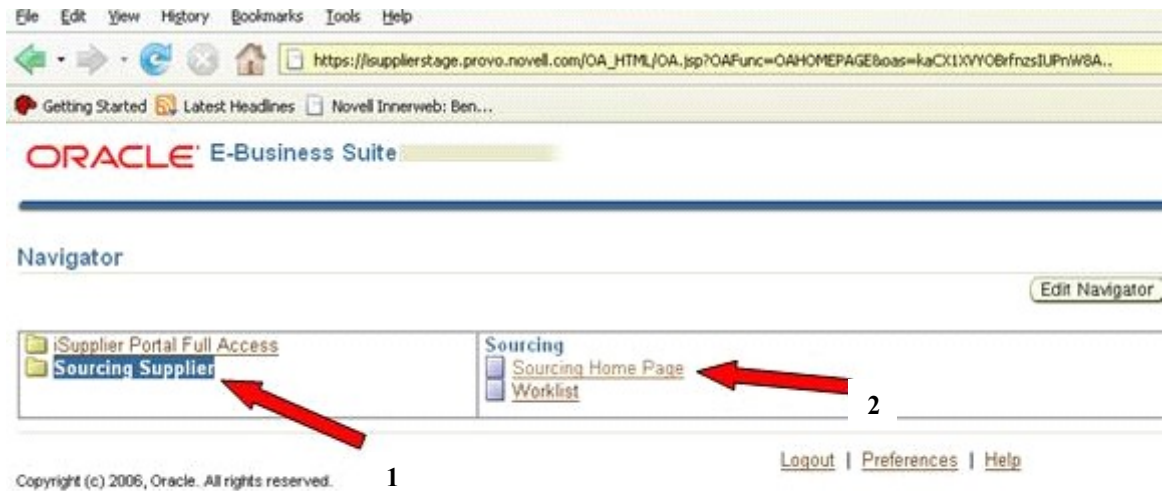 File Edit View History Bookmarks Tools Help
https://isupplierstage.provo.novell.com/OA_HTML/OA.jsp?OAFunc=OAHOMEPAGE&oas=kaCX1XVYOBrfnzsIUPnW8A..
Getting Started Latest Headlines Novell Innerweb: Ben...
ORACLE E-Business Suite
Navigator
Edit Navigator
iSupplier Portal Full Access
Sourcing Supplier
Sourcing
Sourcing Home Page
Worklist
2
Logout | Preferences | Help
Copyright (c) 2006, Oracle. All rights reserved.
1